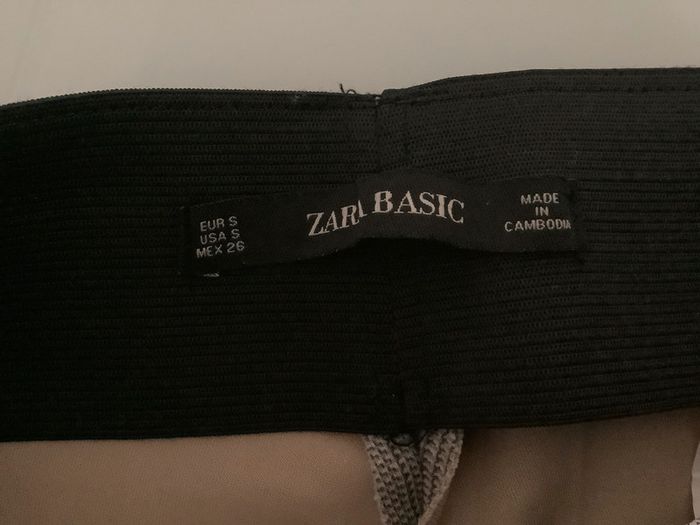 EUR S
USA S
MEX 26
ZARA BASIC
MADE
IN
CAMBODIA